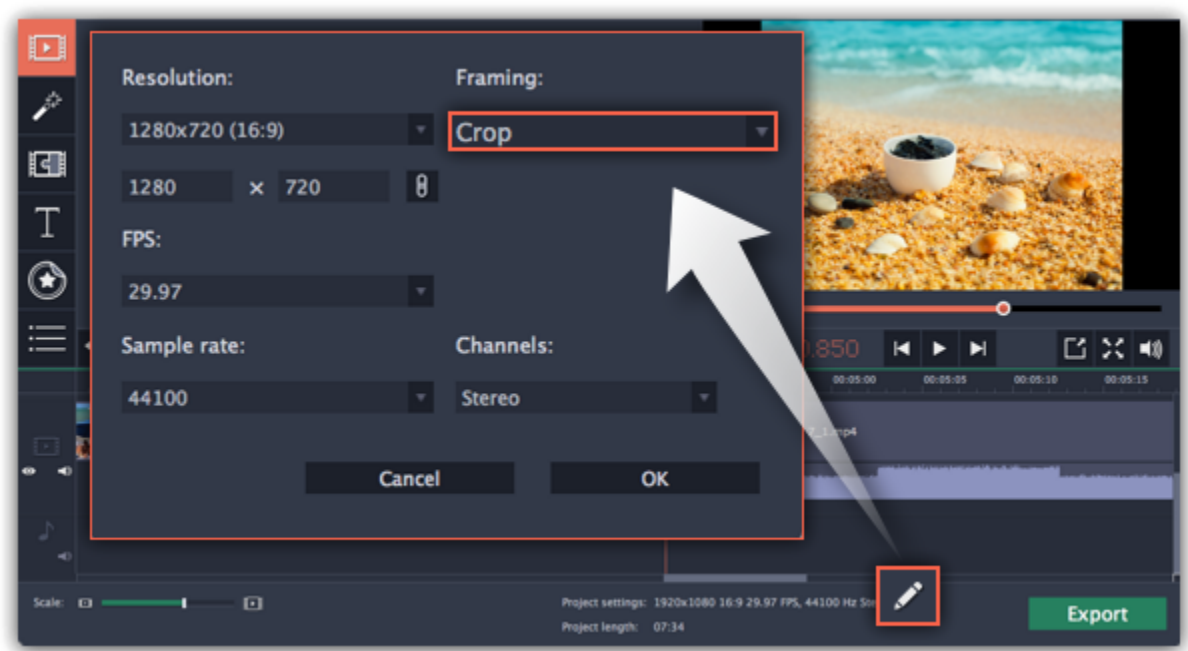 Resolution:
Framing:
1280x720 (16:9)
Crop
1280 × 720
FPS:
29.97
Sample rate:
Channels:
44100
Stereo
Cancel
OK
.850
00:05:00 00:05:05 00:05:10 00:05:15
7_1.mp4
T
Scale:
Project settings: 1920x1080 16:9 29.97 FPS, 44100 Hz
Project length: 07:34
Export